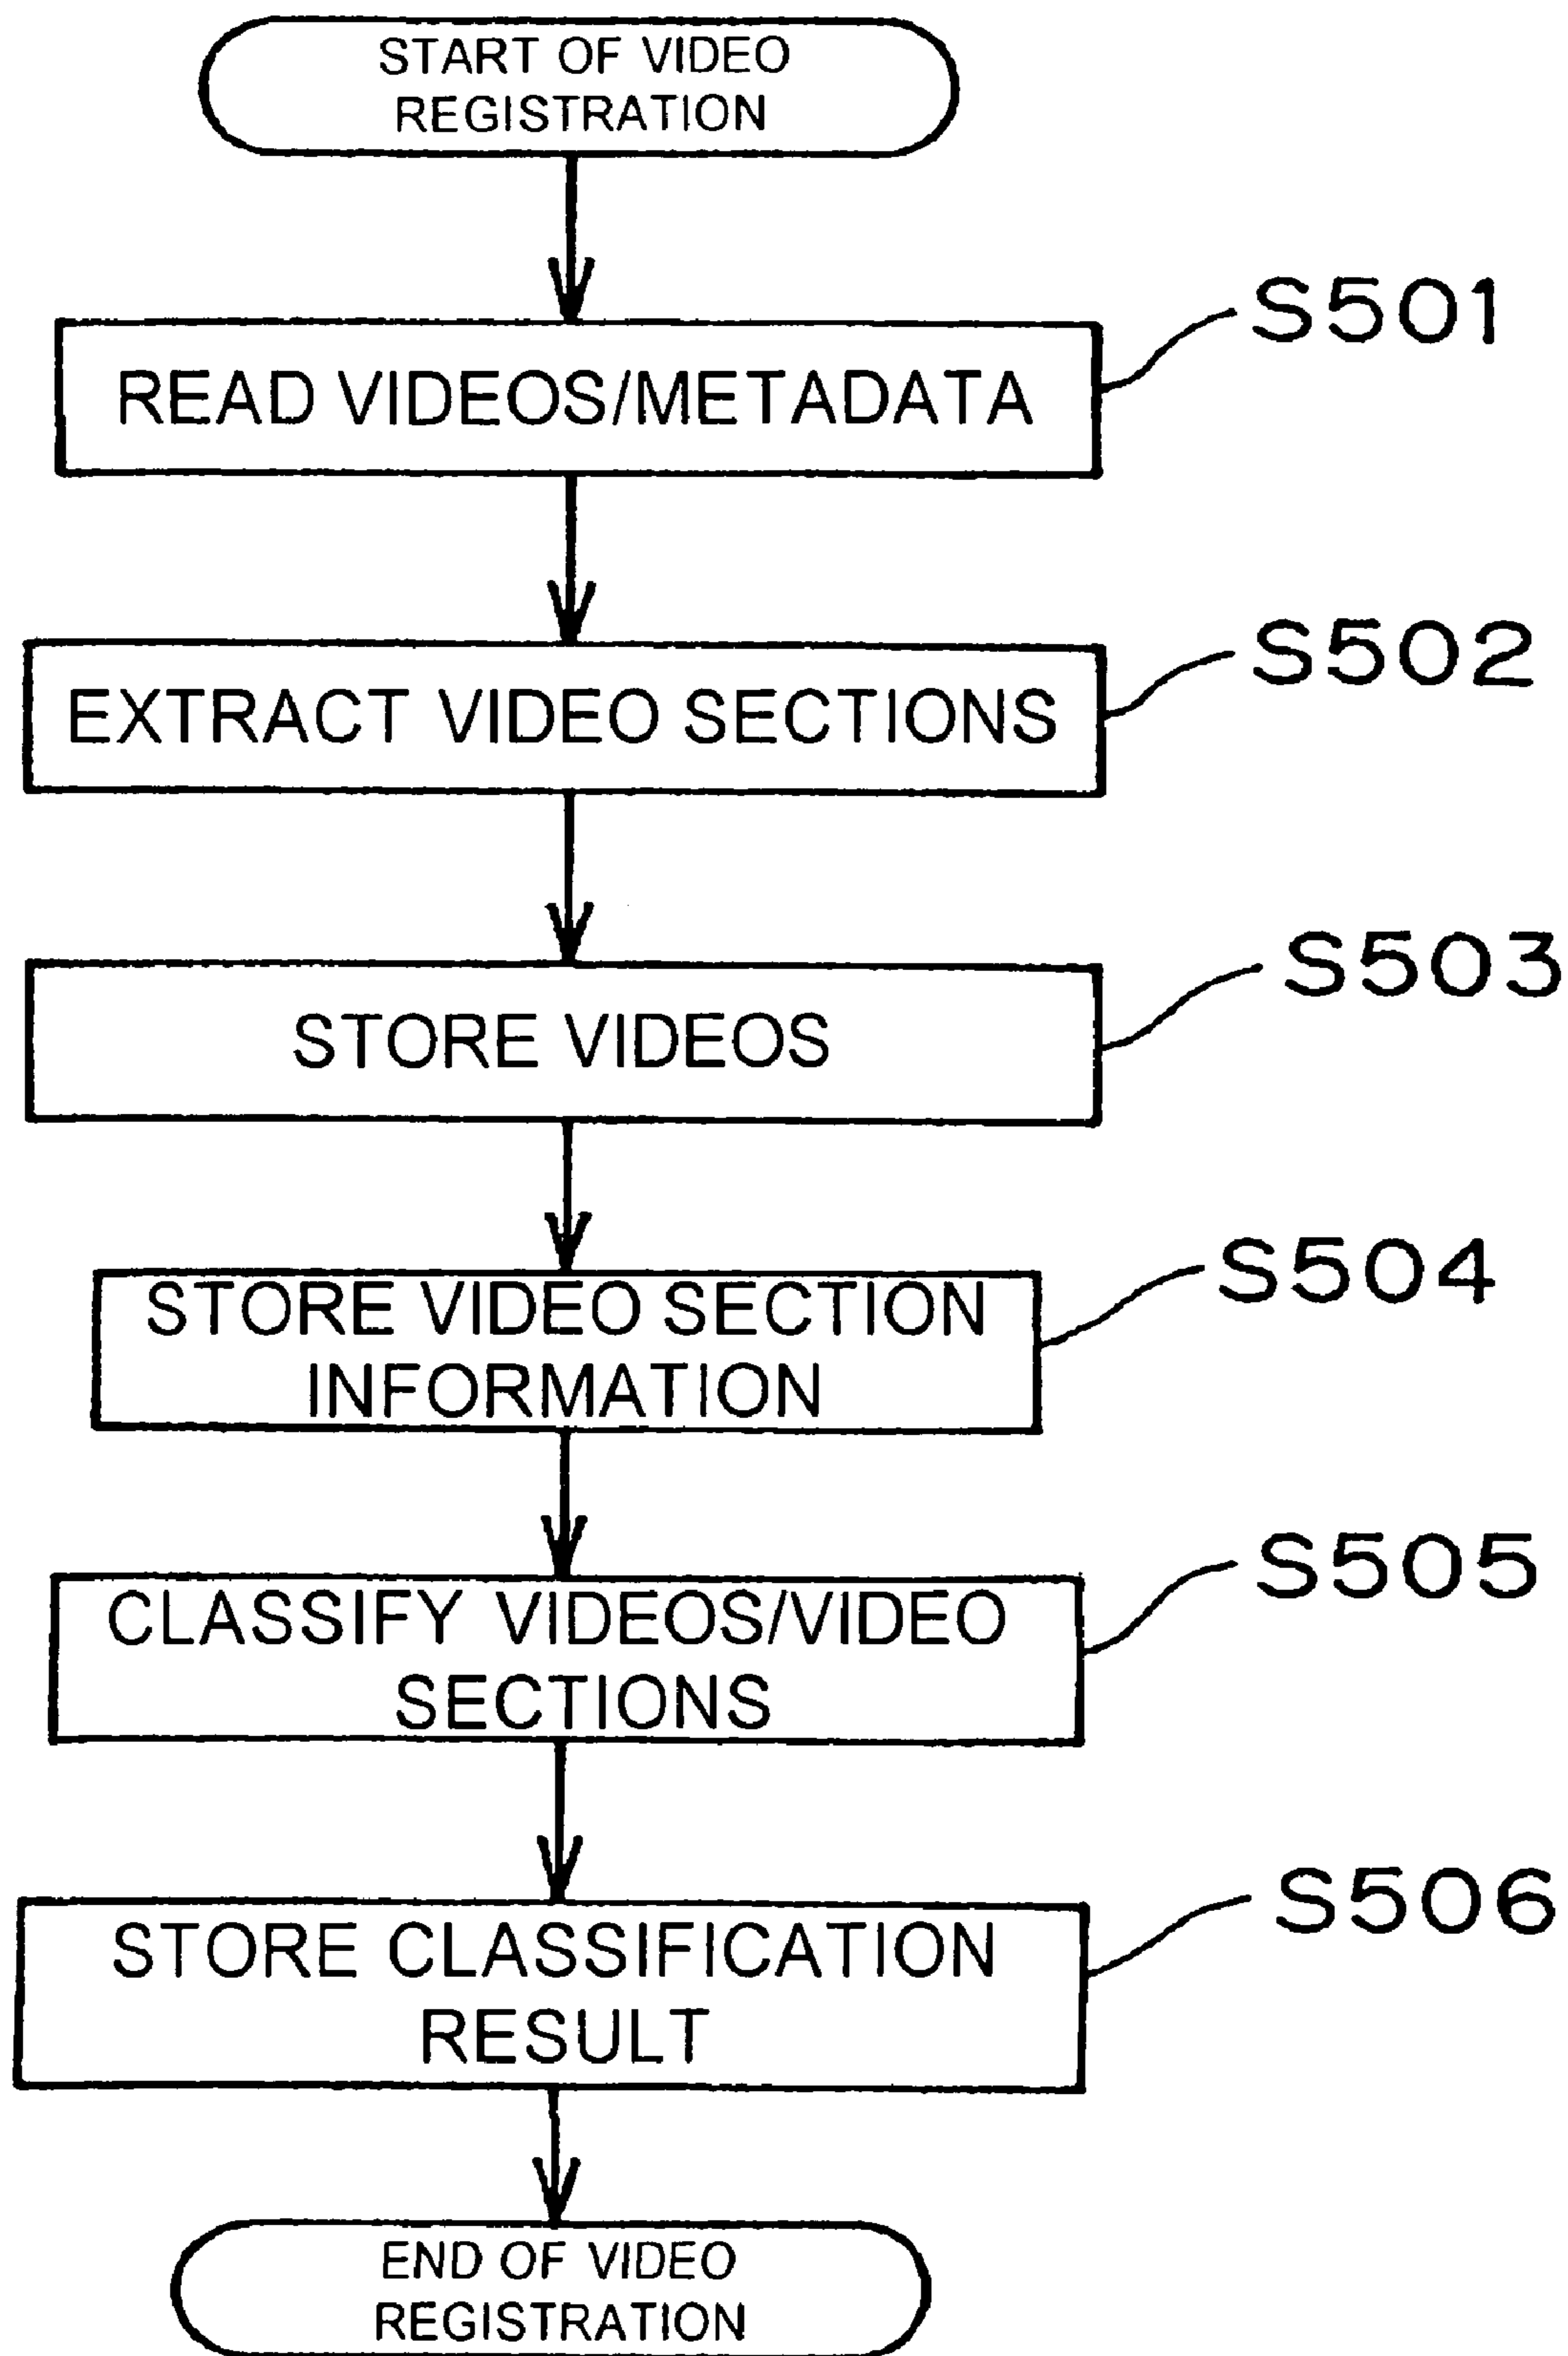 START OF VIDEO
REGISTRATION
S501
READ VIDEOS/METADATA
S502
EXTRACT VIDEO SECTIONS
S503
STORE VIDEOS
S504
STORE VIDEO SECTION
INFORMATION
S505
CLASSIFY VIDEOS/VIDEO
SECTIONS
S506
STORE CLASSIFICATION
RESULT
END OF VIDEO
REGISTRATION